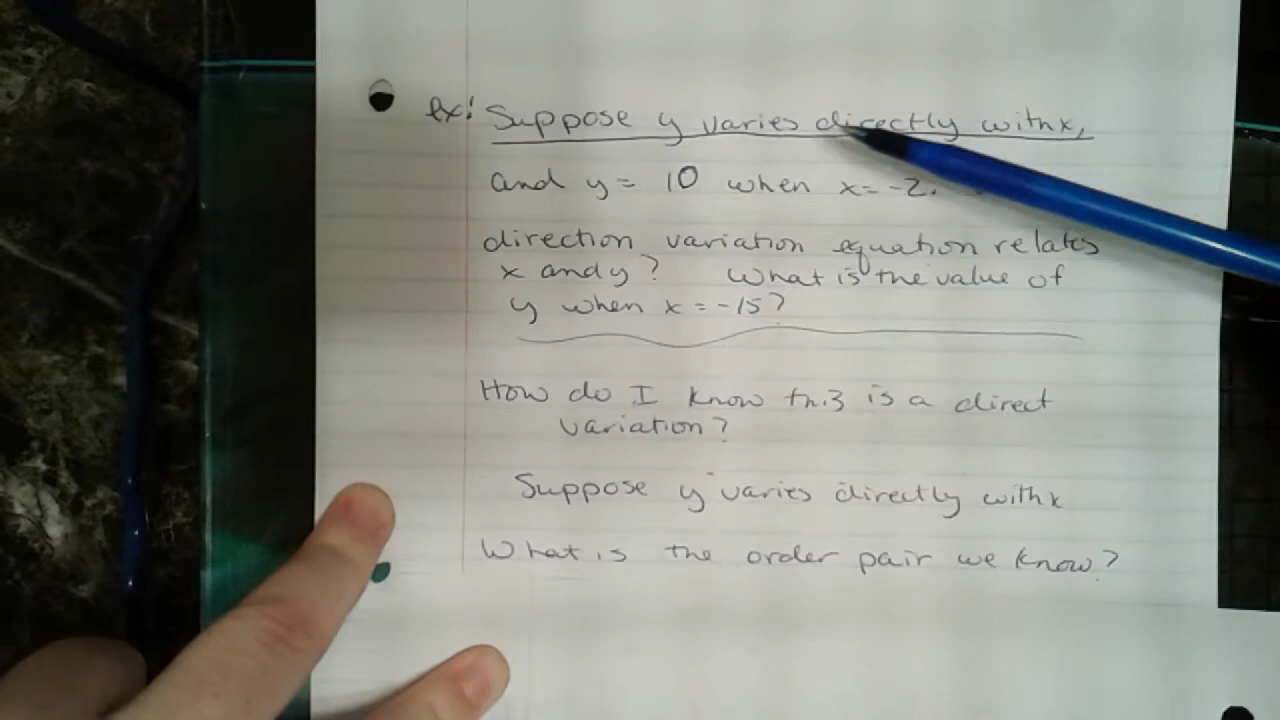 ex: Suppose y varies directly with x,
and y = 10 when x = -2.
direction variation equation relates
x and y? What is the value of
y when x = -15?
How do I know this is a direct
variation?
Suppose y varies directly with x
What is the order pair we know?